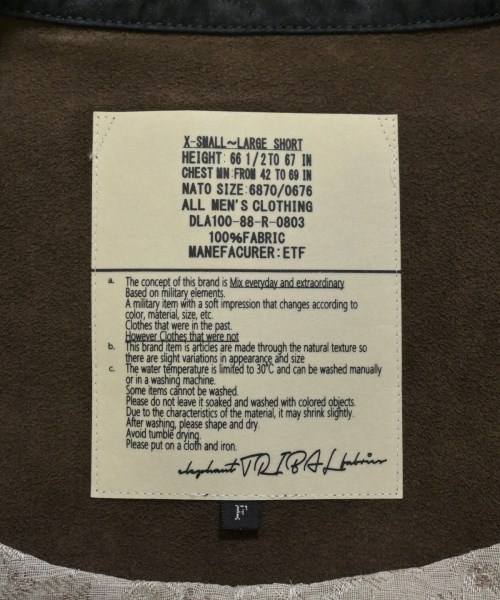 X-SMALL~LARGE SHORT
HEIGHT: 66 1/2 TO 67 IN
CHEST MN: FROM 42 TO 69 IN
NATO SIZE: 6870/0676
ALL MEN'S CLOTHING
DLA100-88-R-0803
100%FABRIC
MANEFACURER: ETF
a. The concept of this brand is Mix everyday and extraordinary
Based on military elements.
A military item with a soft impression that changes according to
color, material, size, etc.
Clothes that were in the past.
However Clothes that were not
b. This brand item is articles are made through the natural texture so
there are slight variations in appearance and size
c. The water temperature is limited to 30°C and can be washed manually
or in a washing machine.
Some items cannot be washed.
Please do not leave it soaked and washed with colored objects.
Due to the characteristics of the material, it may shrink slightly.
After washing, please shape and dry.
Avoid tumble drying.
Please put on a cloth and iron.
elephant TRIBAL fabrics
F